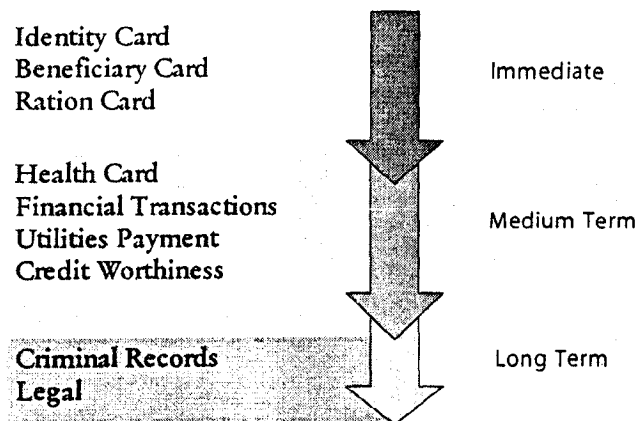 Identity Card
Beneficiary Card
Ration Card
Immediate
Health Card
Financial Transactions
Utilities Payment
Credit Worthiness
Medium Term
Criminal Records
Legal
Long Term